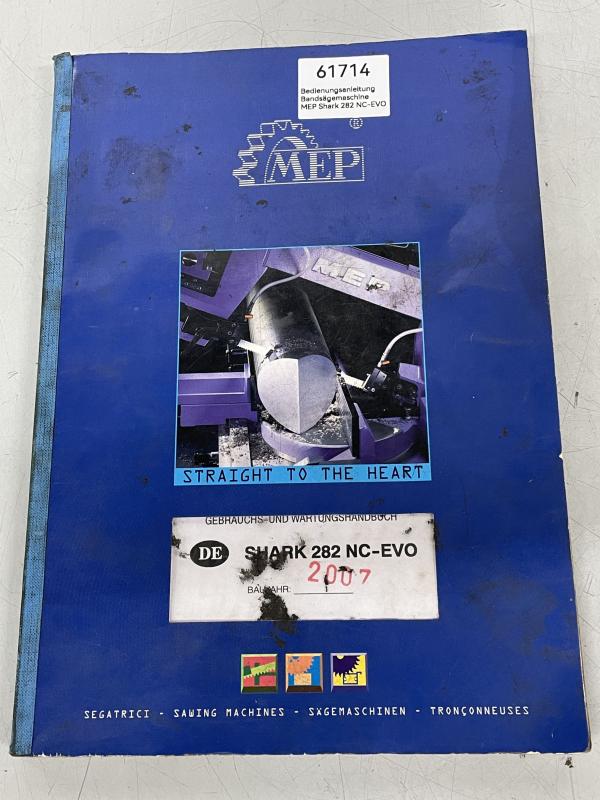 61714
Bedienungsanleitung
Bandsägemaschine
MEP Shark 282 NC-EVO
®
MEP
MEP
STRAIGHT TO THE HEART
GEBRAUCHS-UND WARTUNGSHANDBUCH
DE SHARK 282 NC-EVO
2007
BAUJAHR:
SEGATRICI - SAWING MACHINES - SÄGEMASCHINEN - TRONÇONNEUSES